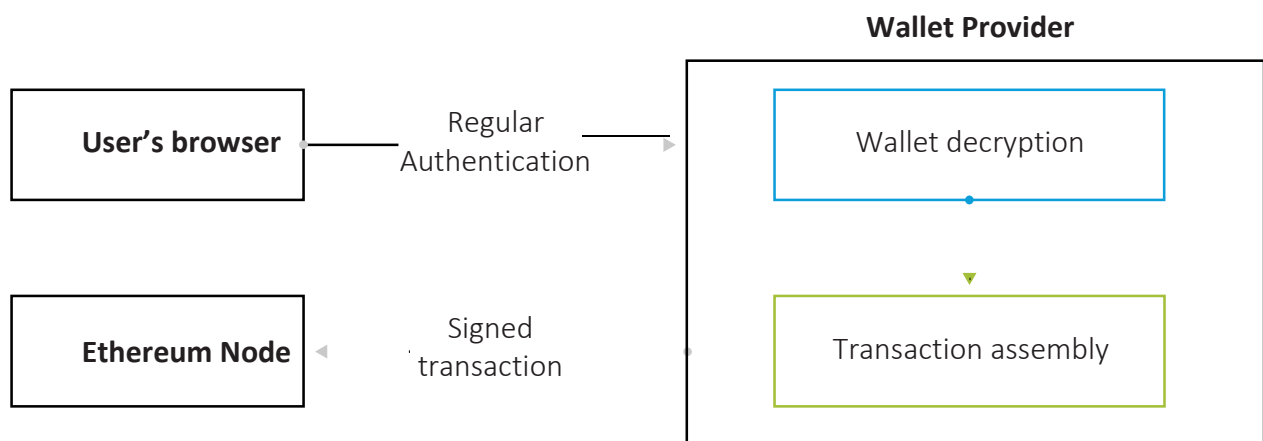 Wallet Provider
User’s browser
Regular
Authentication
Wallet decryption
Ethereum Node
Signed
transaction
Transaction assembly